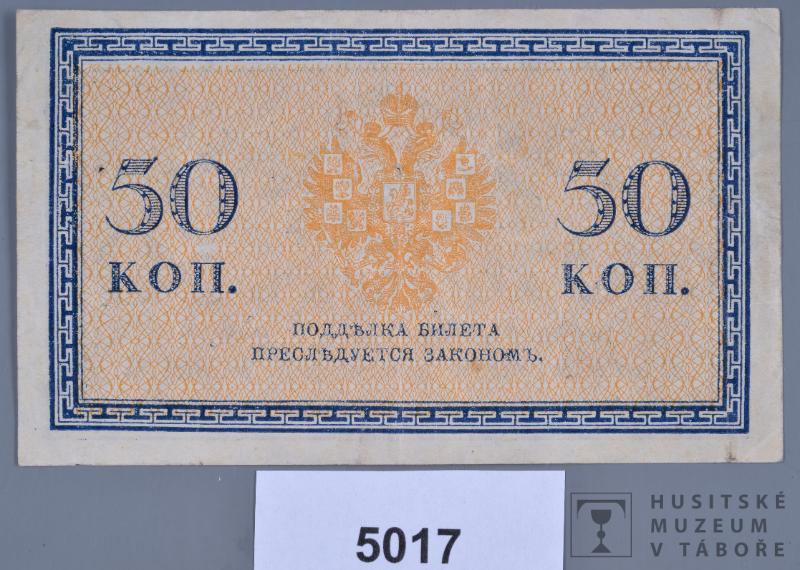 50 50
КОП. КОП.
ПОДДѢЛКА БИЛЕТА
ПРЕСЛѢДУЕТСЯ ЗАКОНОМЪ.
5017
HUSITSKÉ
MUZEUM
V TÁBOŘE